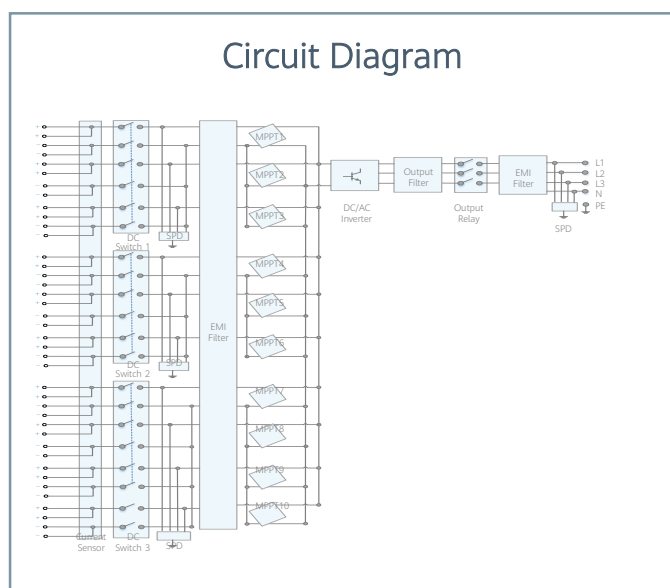 Circuit Diagram
MPPT1
MPPT2
MPPT3
MPPT4
MPPT5
MPPT6
MPPT7
MPPT8
MPPT9
MPPT10
DC
Switch 1
SPD
DC
Switch 2
SPD
Current
Sensor
DC
Switch 3
SPD
EMI
Filter
DC/AC
Inverter
Output
Filter
Output
Relay
EMI
Filter
L1
L2
L3
N
PE
SPD